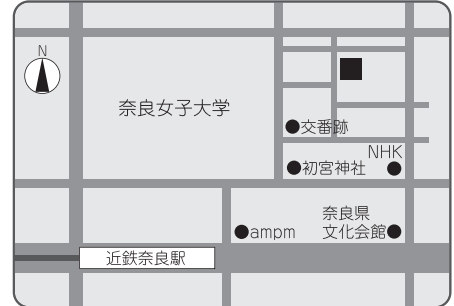 N
奈良女子大学
交番跡
NHK
初宮神社
奈良県
文化会館
ampm
近鉄奈良駅